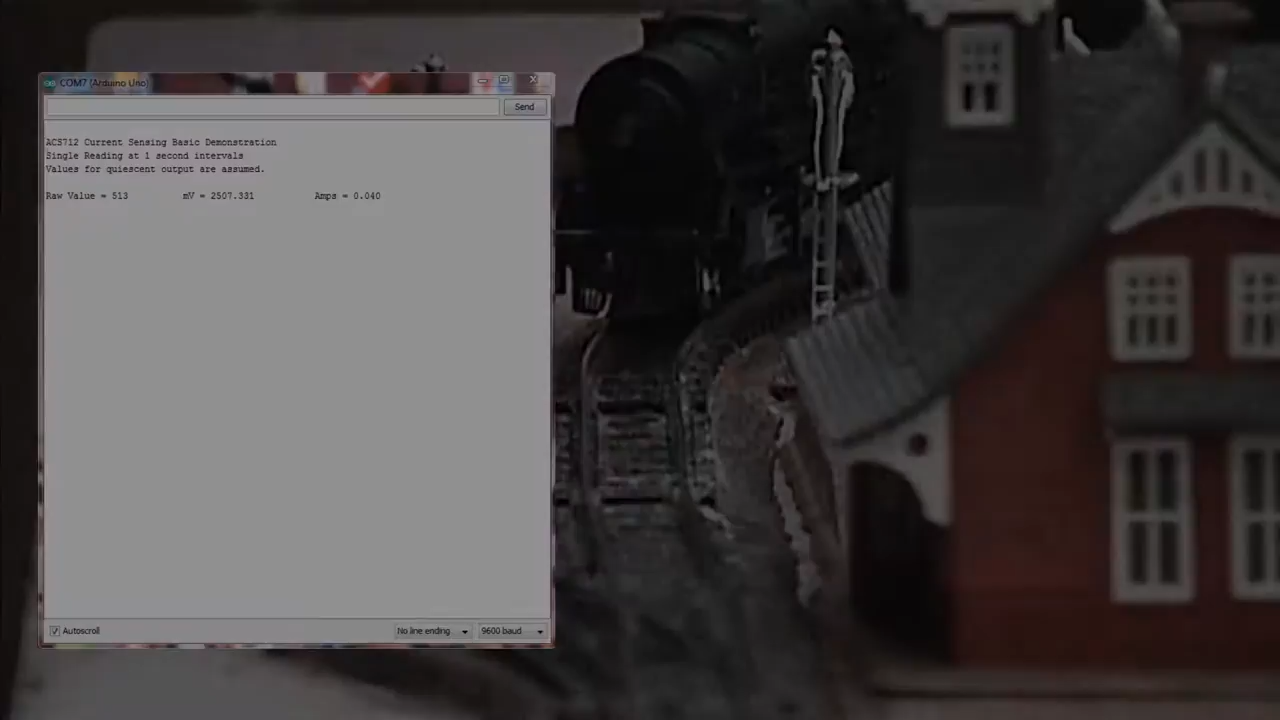 COM7 (Arduino Uno)
Send
ACS712 Current Sensing Basic Demonstration
Single Reading at 1 second intervals
Values for quiescent output are assumed.
Raw Value = 513 mV = 2507.331 Amps = 0.040
Autoscroll No line ending 9600 baud